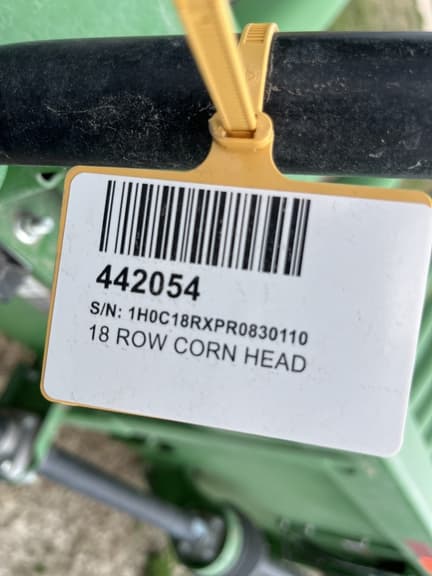 442054
S/N: 1H0C18RXPR0830110
18 ROW CORN HEAD